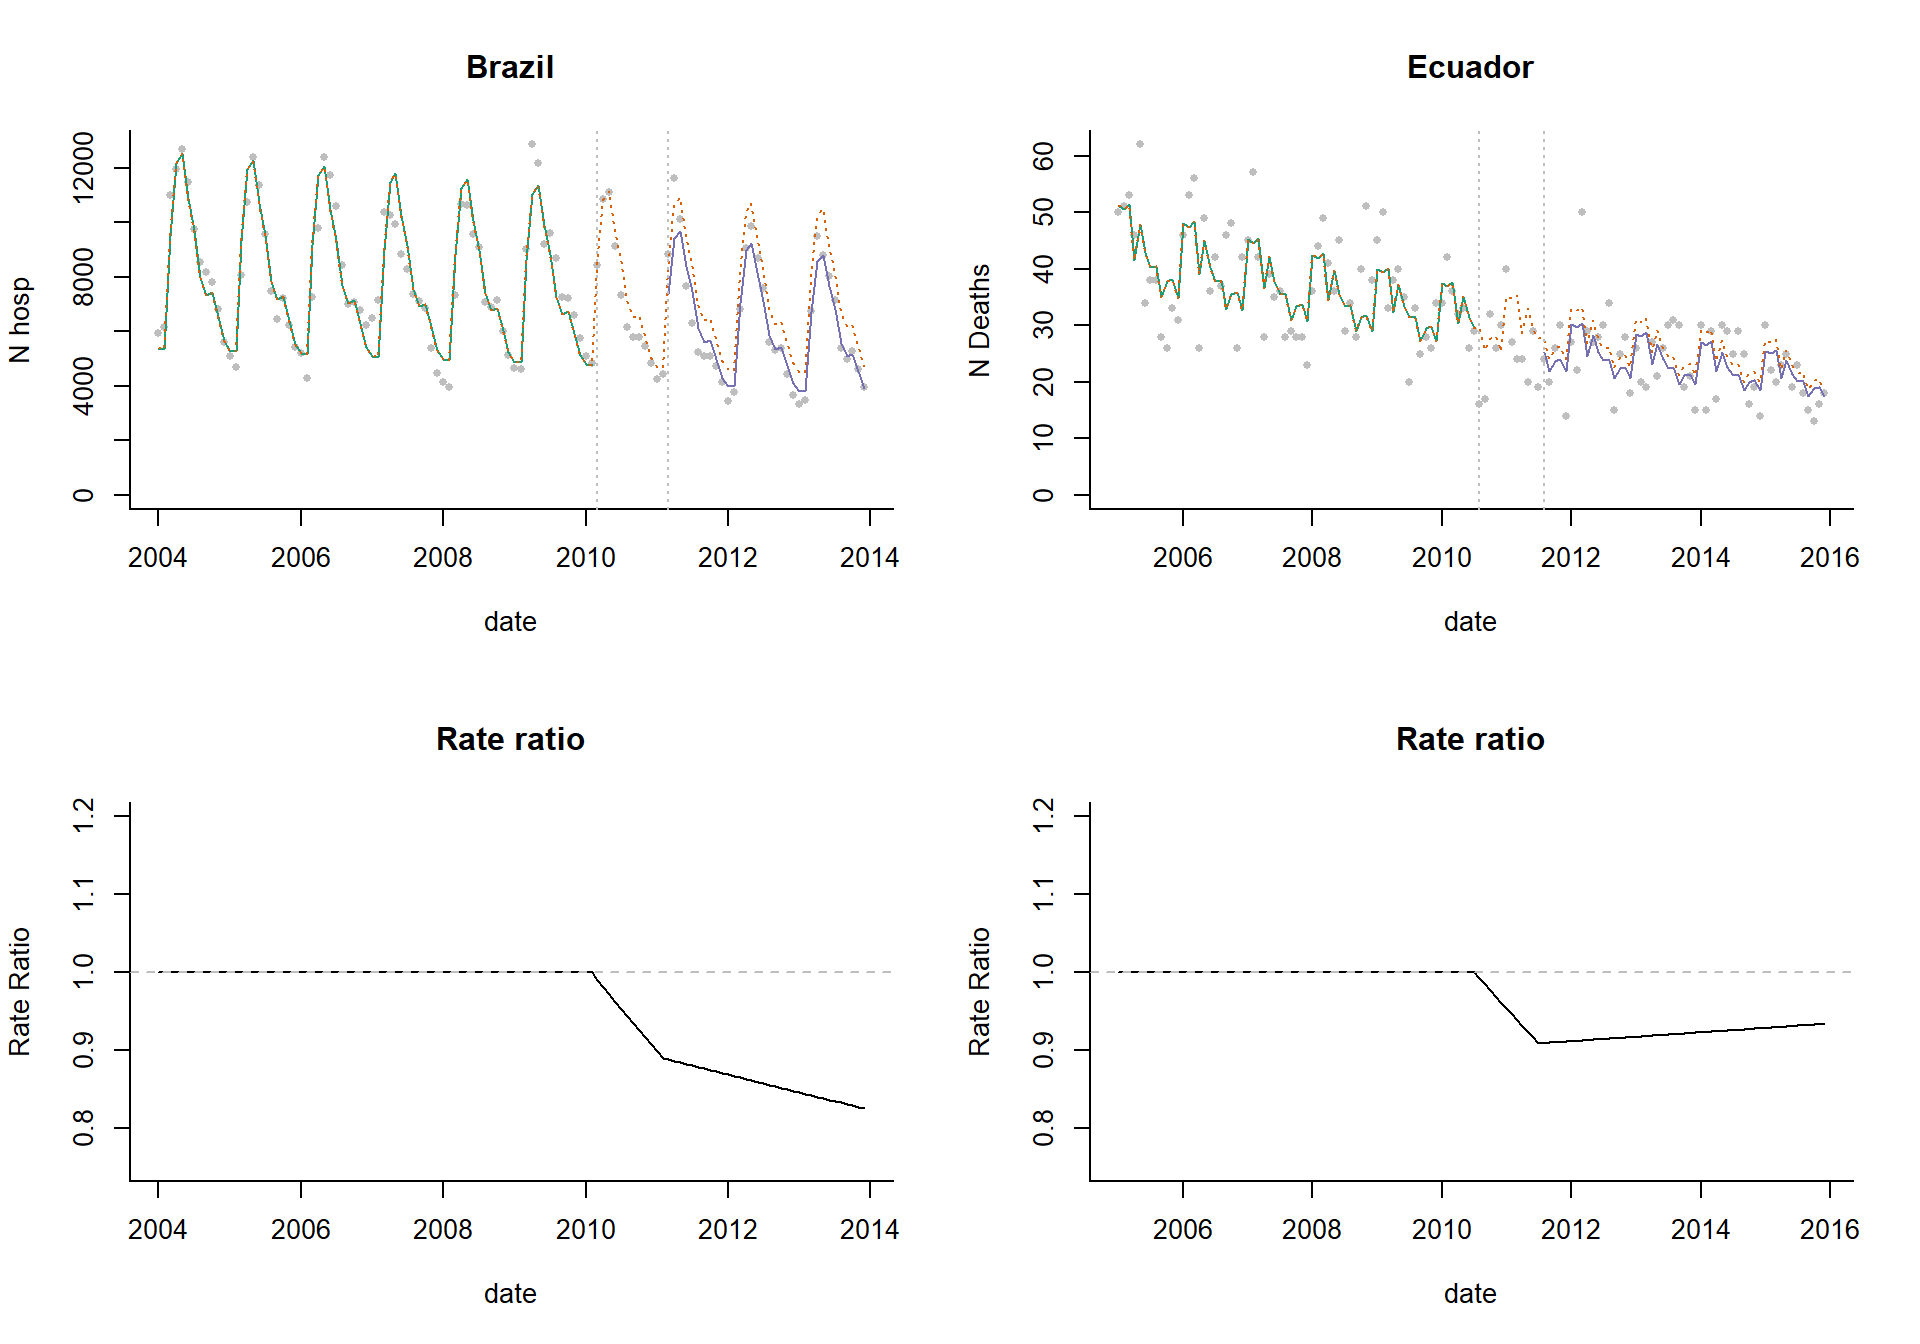 Brazil
N hosp
12000
8000
4000
0
2004 2006 2008 2010 2012 2014
date
Ecuador
N Deaths
60
50
40
30
20
10
0
2006 2008 2010 2012 2014 2016
date
Rate ratio
Rate Ratio
1.2
1.1
1.0
0.9
0.8
2004 2006 2008 2010 2012 2014
date
Rate ratio
Rate Ratio
1.2
1.1
1.0
0.9
0.8
2006 2008 2010 2012 2014 2016
date